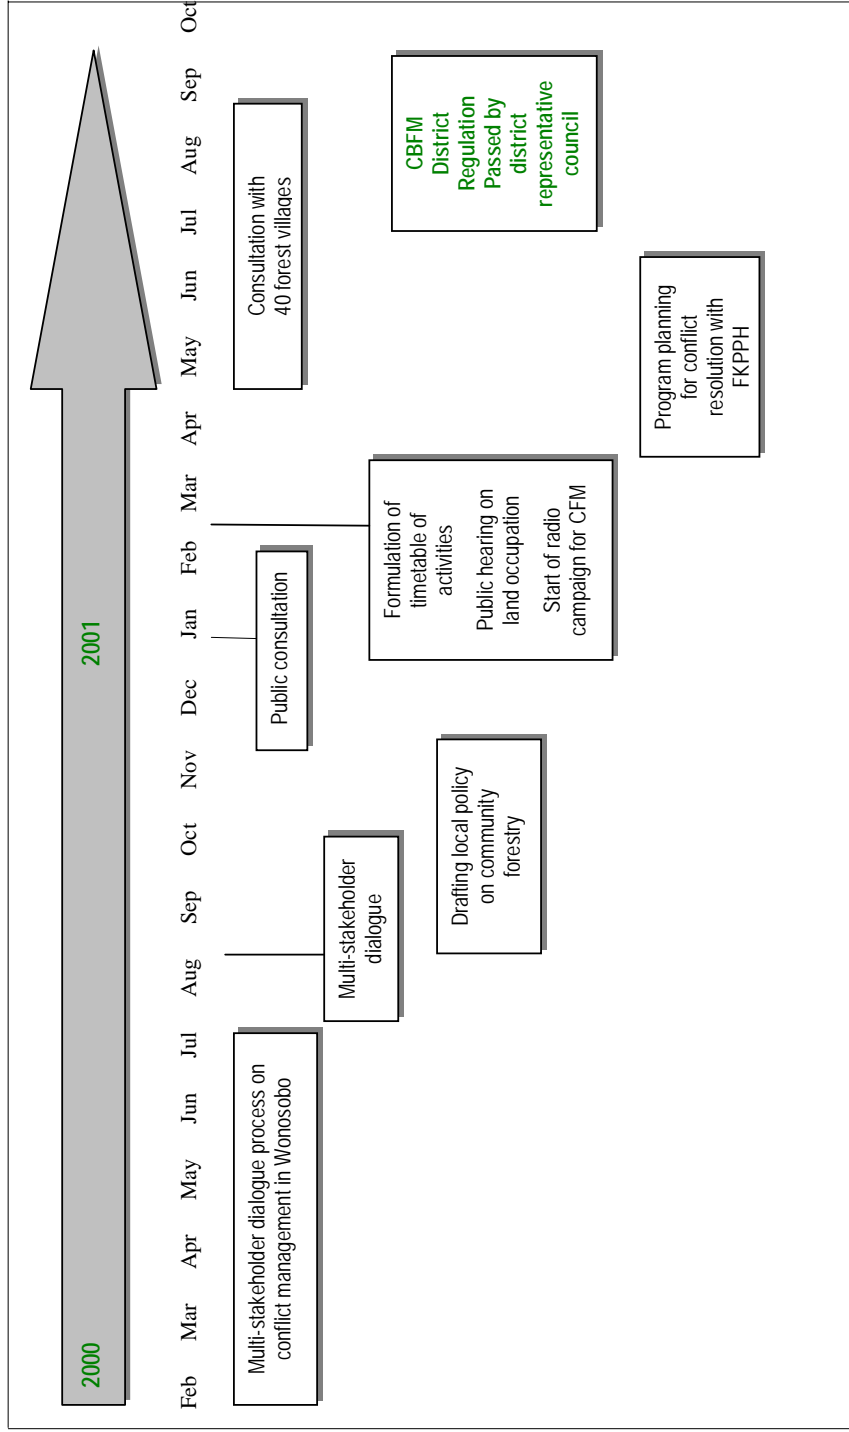 2000
2001
Feb Mar Apr May Jun Jul Aug Sep Oct Nov Dec Jan Feb Mar Apr May Jun Jul Aug Sep Oct
Multi-stakeholder dialogue process on
conflict management in Wonosobo
Multi-stakeholder
dialogue
Drafting local policy
on community
forestry
Public consultation
Formulation of
timetable of
activities
Public hearing on
land occupation
Start of radio
campaign for CFM
Consultation with
40 forest villages
Program planning
for conflict
resolution with
FKPPH
CBFM
District
Regulation
Passed by
district
representative
council